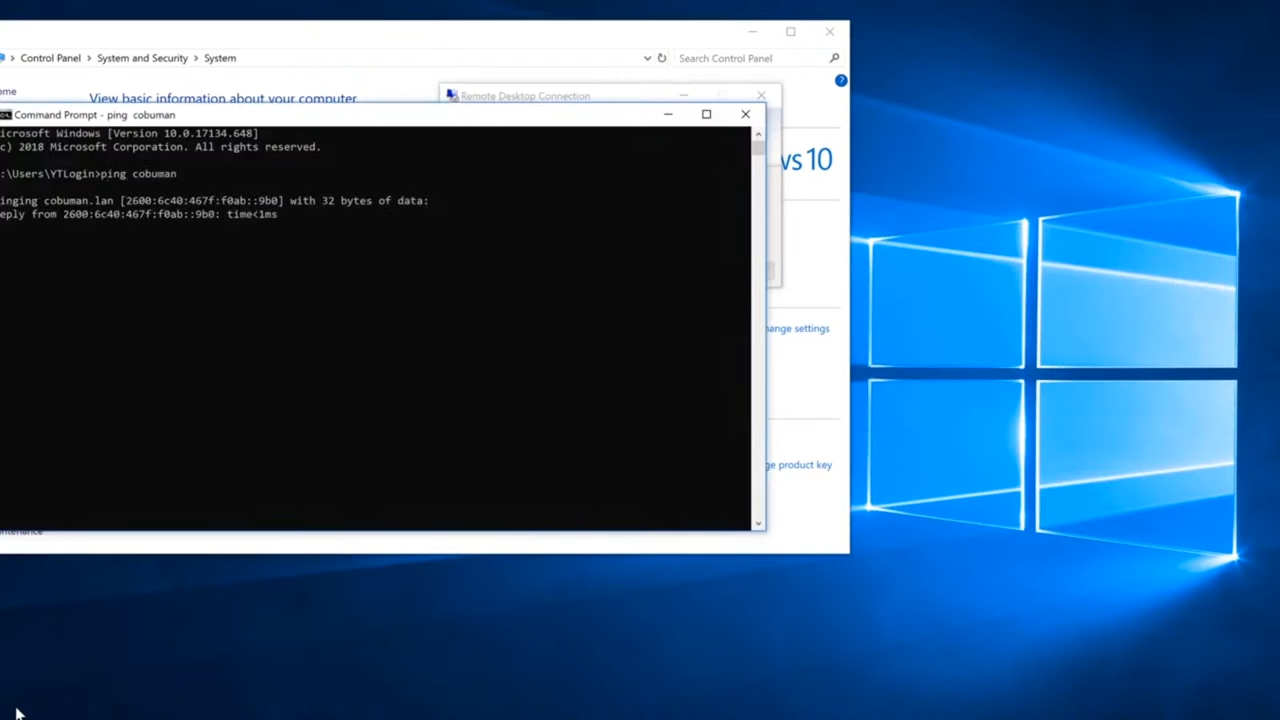 Control Panel > System and Security > System
Search Control Panel
ome
View basic information about your computer
Remote Desktop Connection
Command Prompt - ping cobuman
icrosoft Windows [Version 10.0.17134.648]
c) 2018 Microsoft Corporation. All rights reserved.
:\Users\YTLogin>ping cobuman
inging cobuman.lan [2600:6c40:467f:f0ab::9b0] with 32 bytes of data:
eply from 2600:6c40:467f:f0ab::9b0: time<1ms
ws 10
hange settings
ge product key
intenance